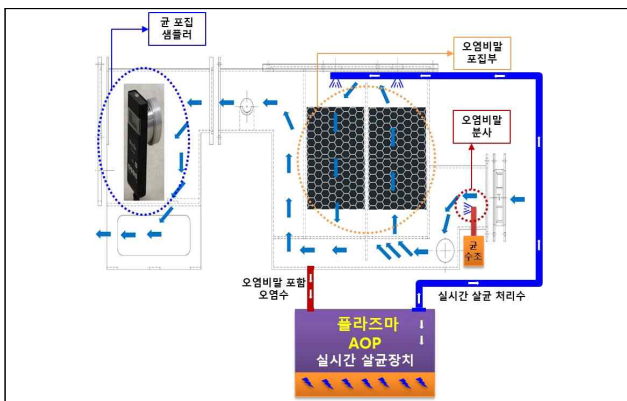 균 포집
샘플러
오염비말
포집부
오염비말
분사
균
수조
오염비말 포함
오염수
실시간 살균 처리수
플라즈마
AOP
실시간 살균장치